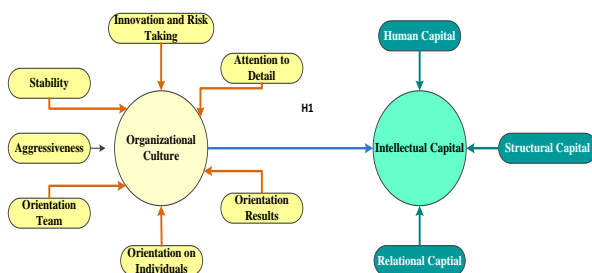 Innovation and Risk
Taking
Human Capital
Attention to
Detail
Stability
H1
Aggressiveness
Organizational
Culture
Intellectual Capital
Structural Capital
Orientation
Team
Orientation
Results
Orientation on
Individuals
Relational Captial